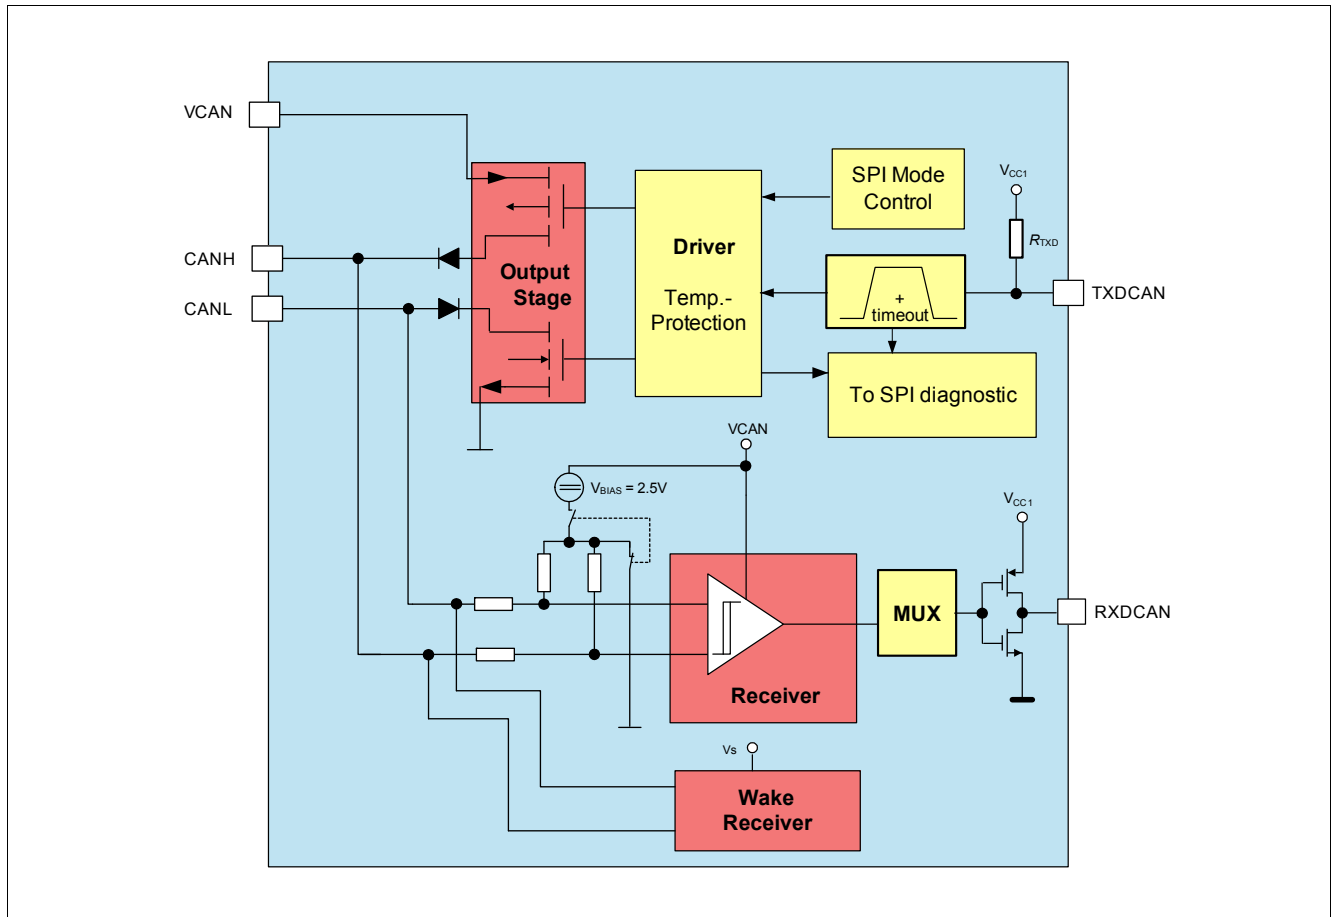 VCAN
CANH
CANL
Output
Stage
Driver
Temp.-
Protection
SPI Mode
Control
+
timeout
To SPI diagnostic
VCC1
RTXD
TXDCAN
VCAN
VBIAS = 2.5V
Receiver
MUX
VCC1
RXDCAN
Vs
Wake
Receiver